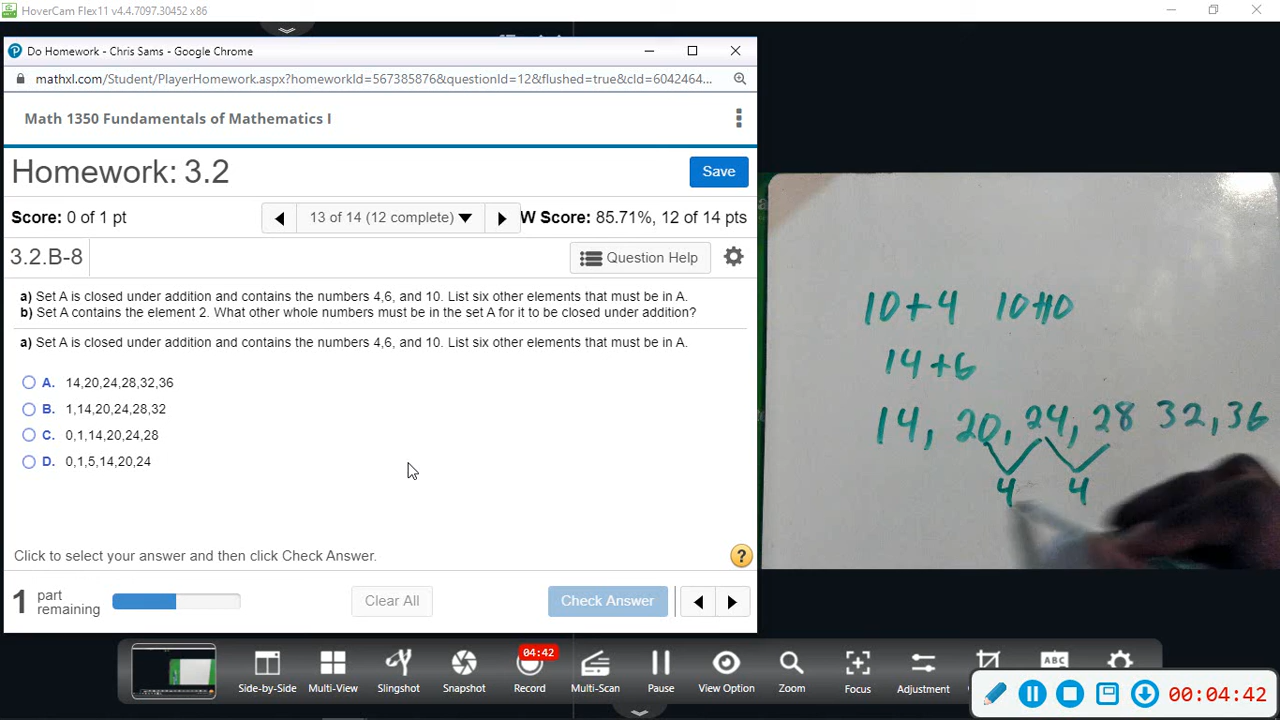 HoverCam Flex11 v4.4.7097.30452 x86
Do Homework - Chris Sams - Google Chrome
mathxl.com/Student/PlayerHomework.aspx?homeworkId=567385876&questionId=12&flushed=true&cId=6042464...
Math 1350 Fundamentals of Mathematics I
Homework: 3.2
Save
Score: 0 of 1 pt
13 of 14 (12 complete)
W Score: 85.71%, 12 of 14 pts
3.2.B-8
Question Help
a) Set A is closed under addition and contains the numbers 4,6, and 10. List six other elements that must be in A.
b) Set A contains the element 2. What other whole numbers must be in the set A for it to be closed under addition?
a) Set A is closed under addition and contains the numbers 4,6, and 10. List six other elements that must be in A.
A. 14,20,24,28,32,36
B. 1,14,20,24,28,32
C. 0,1,14,20,24,28
D. 0,1,5,14,20,24
Click to select your answer and then click Check Answer.
?
1 part remaining
Clear All
Check Answer
10+4 10+10
14+6
14, 20, 24, 28 32, 36
4 4
04:42
Side-by-Side
Multi-View
Slingshot
Snapshot
Record
Multi-Scan
Pause
View Option
Zoom
Focus
Adjustment
ABC
00:04:42